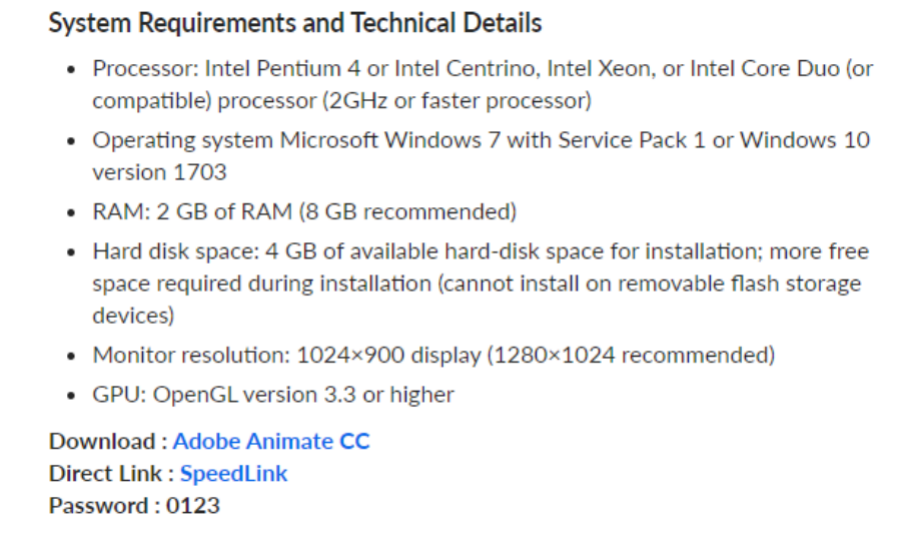 System Requirements and Technical Details
• Processor: Intel Pentium 4 or Intel Centrino, Intel Xeon, or Intel Core Duo (or
compatible) processor (2GHz or faster processor)
• Operating system Microsoft Windows 7 with Service Pack 1 or Windows 10
version 1703
• RAM: 2 GB of RAM (8 GB recommended)
• Hard disk space: 4 GB of available hard-disk space for installation; more free
space required during installation (cannot install on removable flash storage
devices)
• Monitor resolution: 1024×900 display (1280×1024 recommended)
• GPU: OpenGL version 3.3 or higher
Download : Adobe Animate CC
Direct Link : SpeedLink
Password : 0123